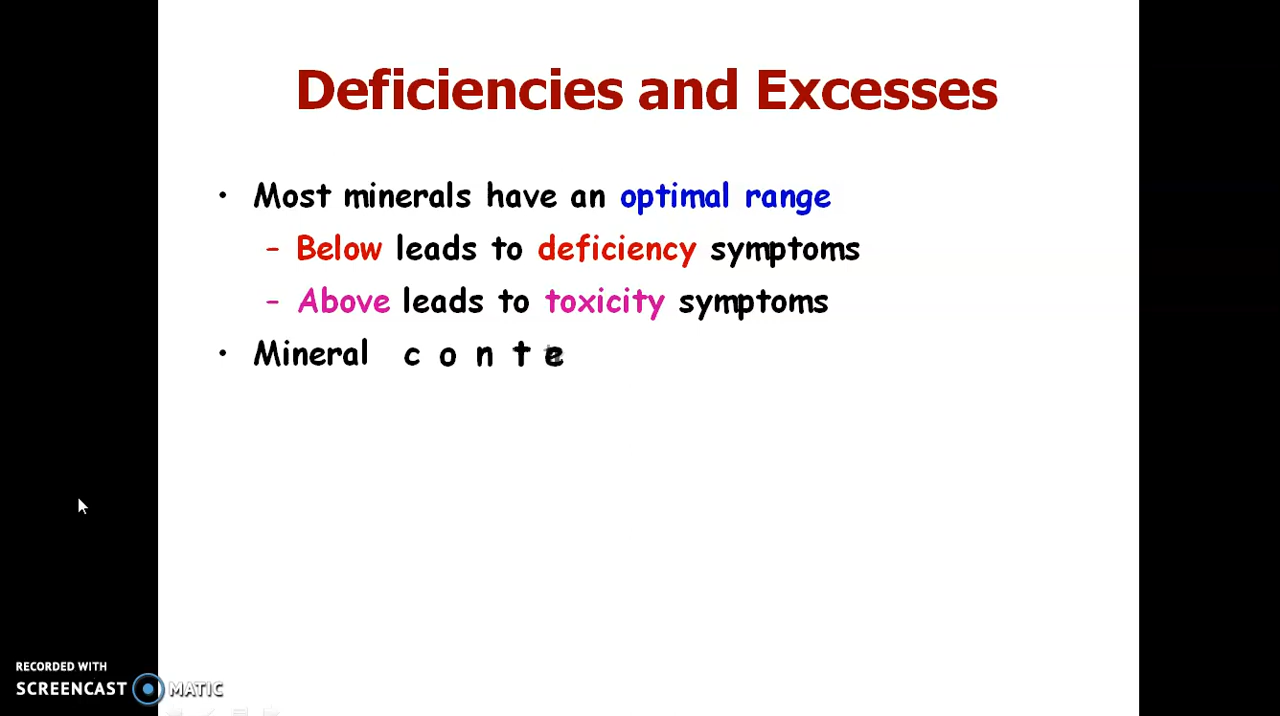 Deficiencies and Excesses
• Most minerals have an optimal range
– Below leads to deficiency symptoms
– Above leads to toxicity symptoms
• Mineral c o n t e
RECORDED WITH
SCREENCAST MATIC